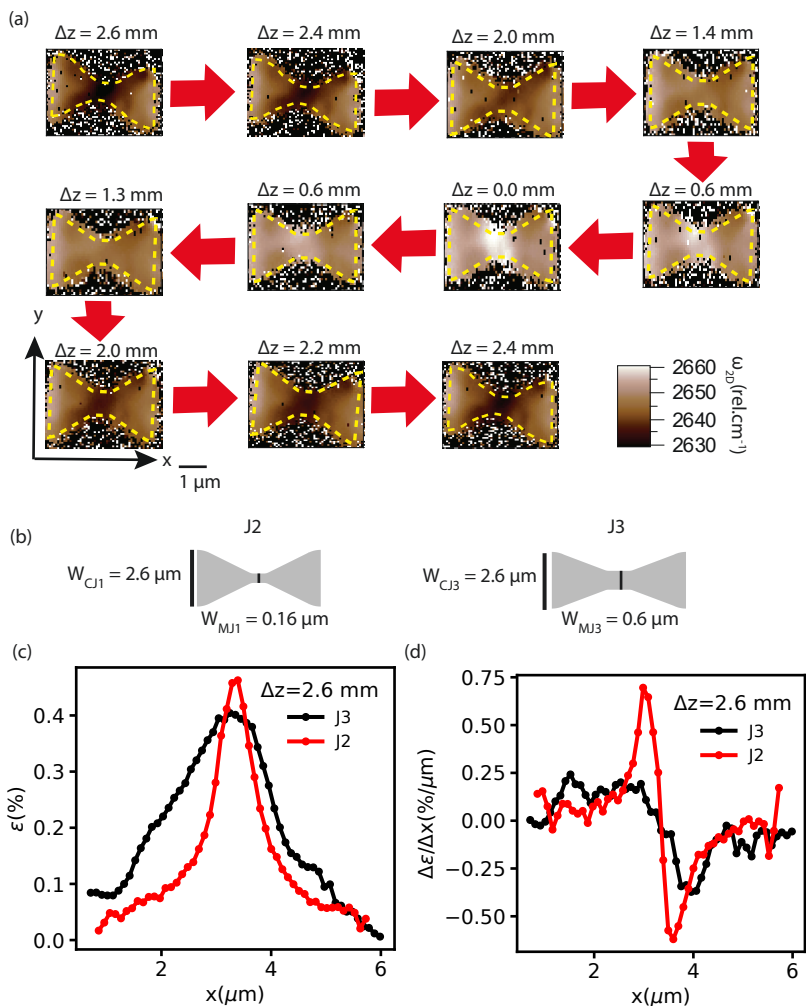 (a)
Δz = 2.6 mm
Δz = 2.4 mm
Δz = 2.0 mm
Δz = 1.4 mm
Δz = 1.3 mm
Δz = 0.6 mm
Δz = 0.0 mm
Δz = 0.6 mm
y
Δz = 2.0 mm
Δz = 2.2 mm
Δz = 2.4 mm
x
1 μm
2660
2650
2640
2630
ω2D(rel.cm⁻¹)
(b)
J2
J3
WCJ1 = 2.6 μm
WMJ1 = 0.16 μm
WCJ3 = 2.6 μm
WMJ3 = 0.6 μm
(c)
Δz=2.6 mm
J3
J2
0.4
0.3
0.2
0.1
0.0
ε(%)
2
4
6
x(μm)
(d)
Δz=2.6 mm
J3
J2
0.75
0.50
0.25
0.00
−0.25
−0.50
Δε/Δx(%/μm)
2
4
6
x(μm)